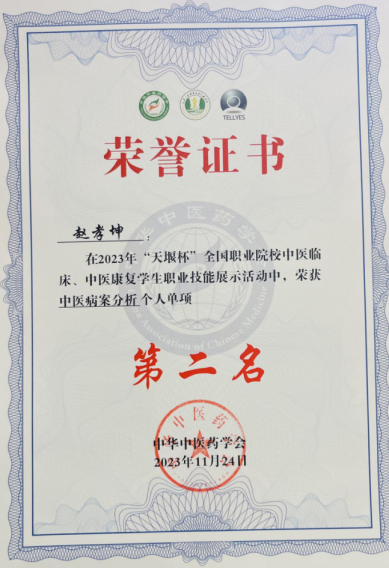 TELLYES
荣誉证书
赵孝坤：
在2023年“天堰杯”全国职业院校中医临
床、中医康复学生职业技能展示活动中，荣获
中医病案分析个人单项
第二名
中华中医药学会
2023年11月24日